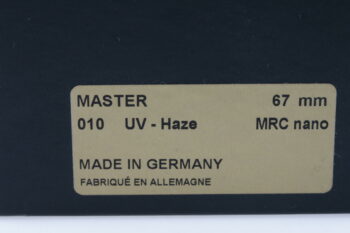 MASTER 67 mm
010 UV - Haze MRC nano
MADE IN GERMANY
FABRIQUÉ EN ALLEMAGNE